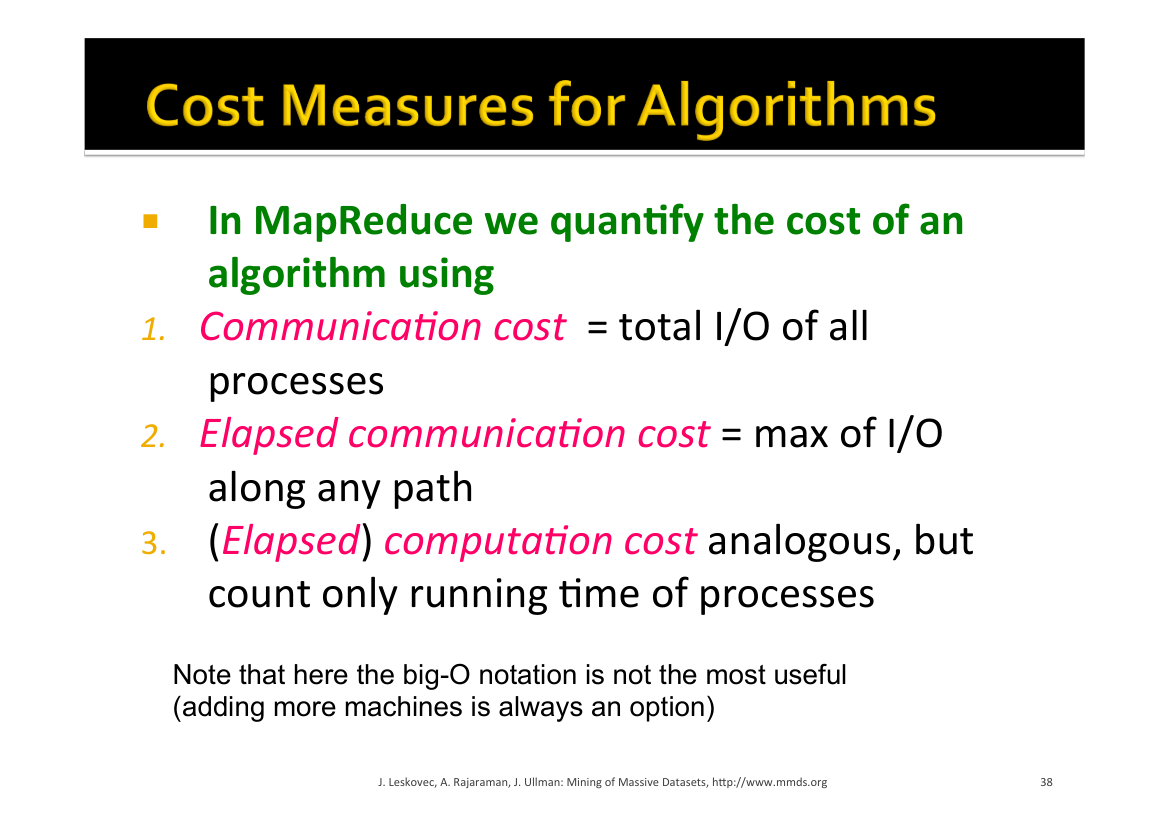 Cost Measures for Algorithms
In MapReduce we quantify the cost of an
algorithm using
1. Communication cost = total I/O of all
processes
2. Elapsed communication cost = max of I/O
along any path
3. (Elapsed) computation cost analogous, but
count only running time of processes
Note that here the big-O notation is not the most useful
(adding more machines is always an option)
J. Leskovec, A. Rajaraman, J. Ullman: Mining of Massive Datasets, http://www.mmds.org 38